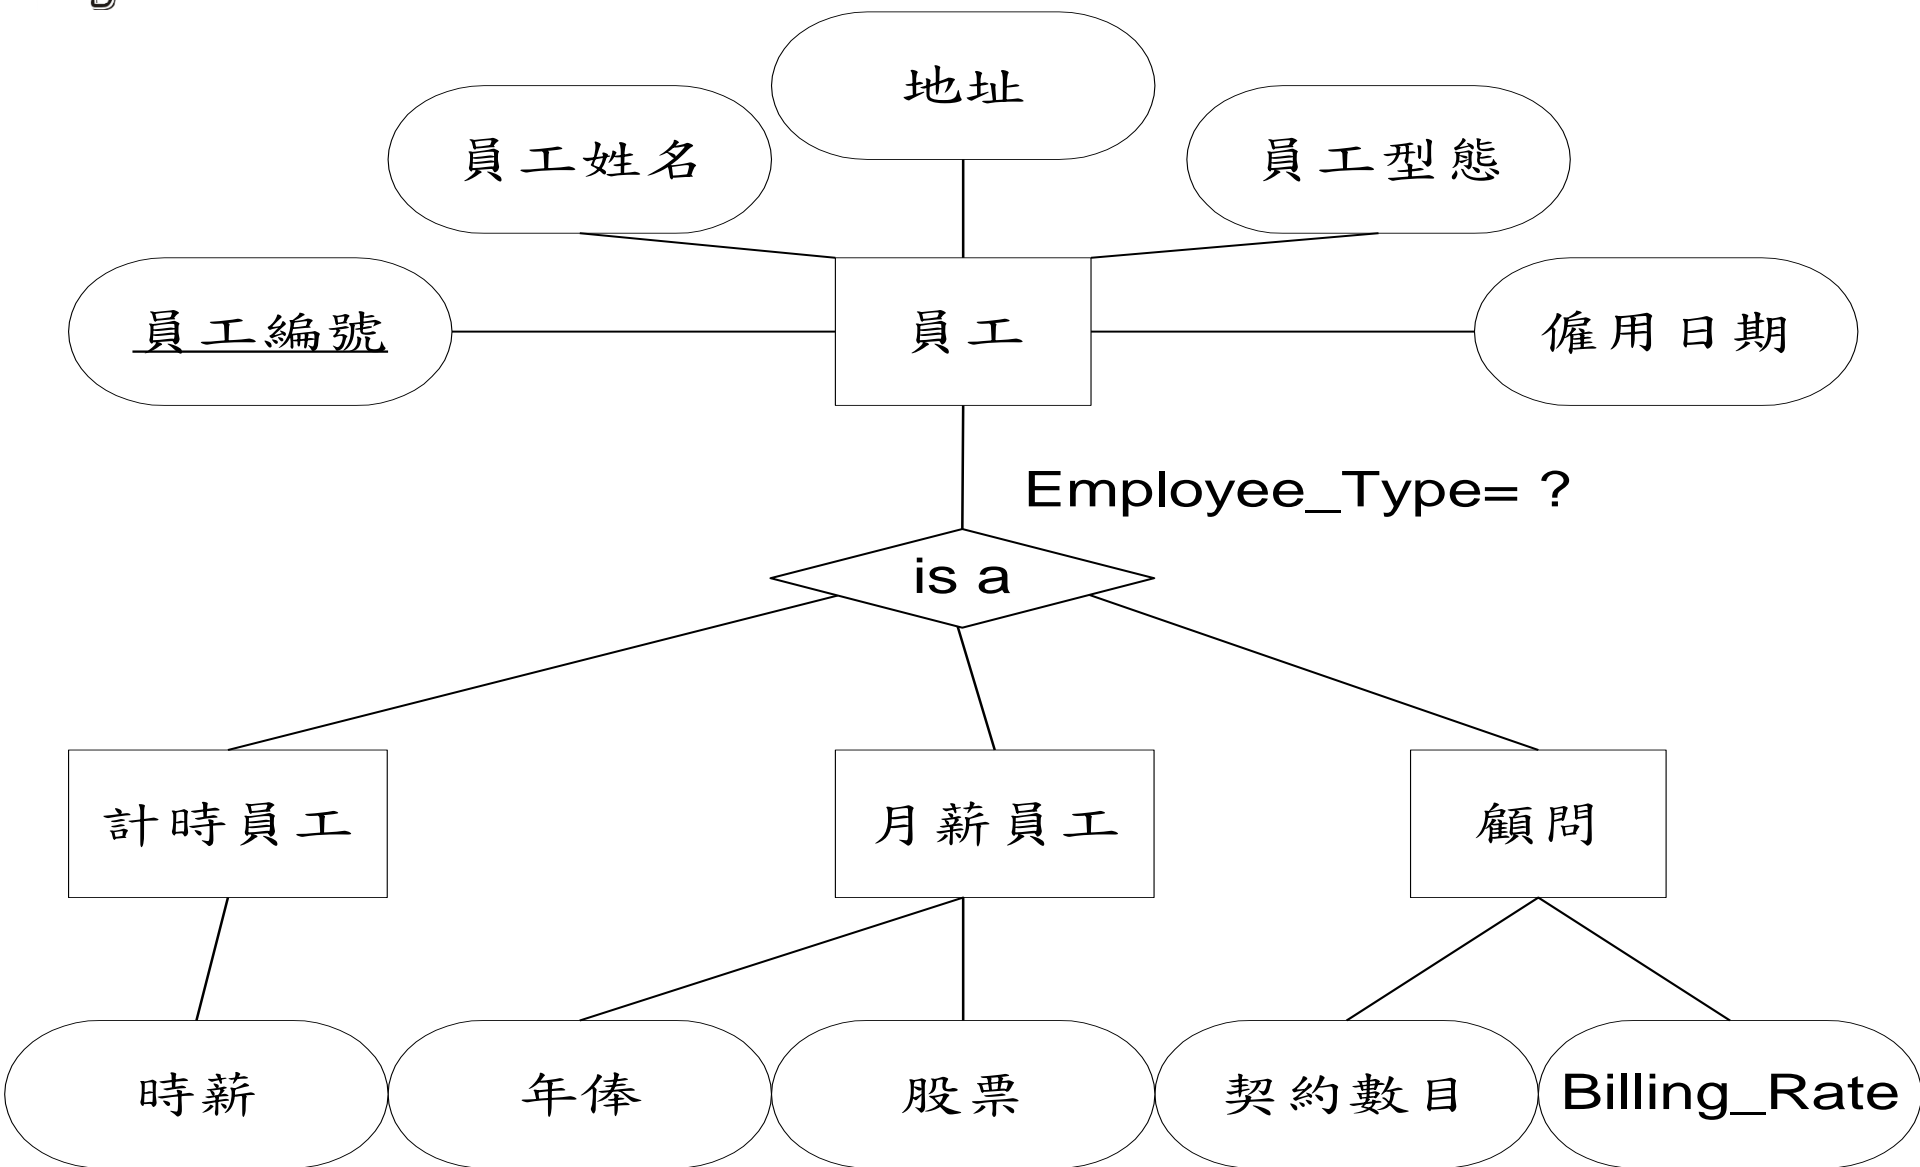 地址
員工姓名
員工型態
員工編號
員工
僱用日期
Employee_Type= ?
is a
計時員工
月薪員工
顧問
時薪
年俸
股票
契約數目
Billing_Rate